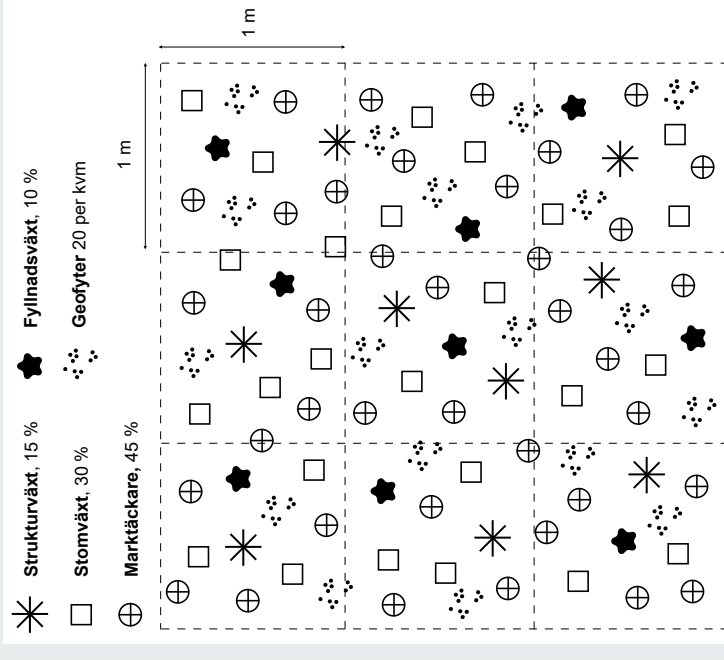 Strukturväxt, 15 %
Fyllnadsväxt, 10 %
Stomväxt, 30 %
Geofyter 20 per kvm
Marktäckare, 45 %
1 m
1 m